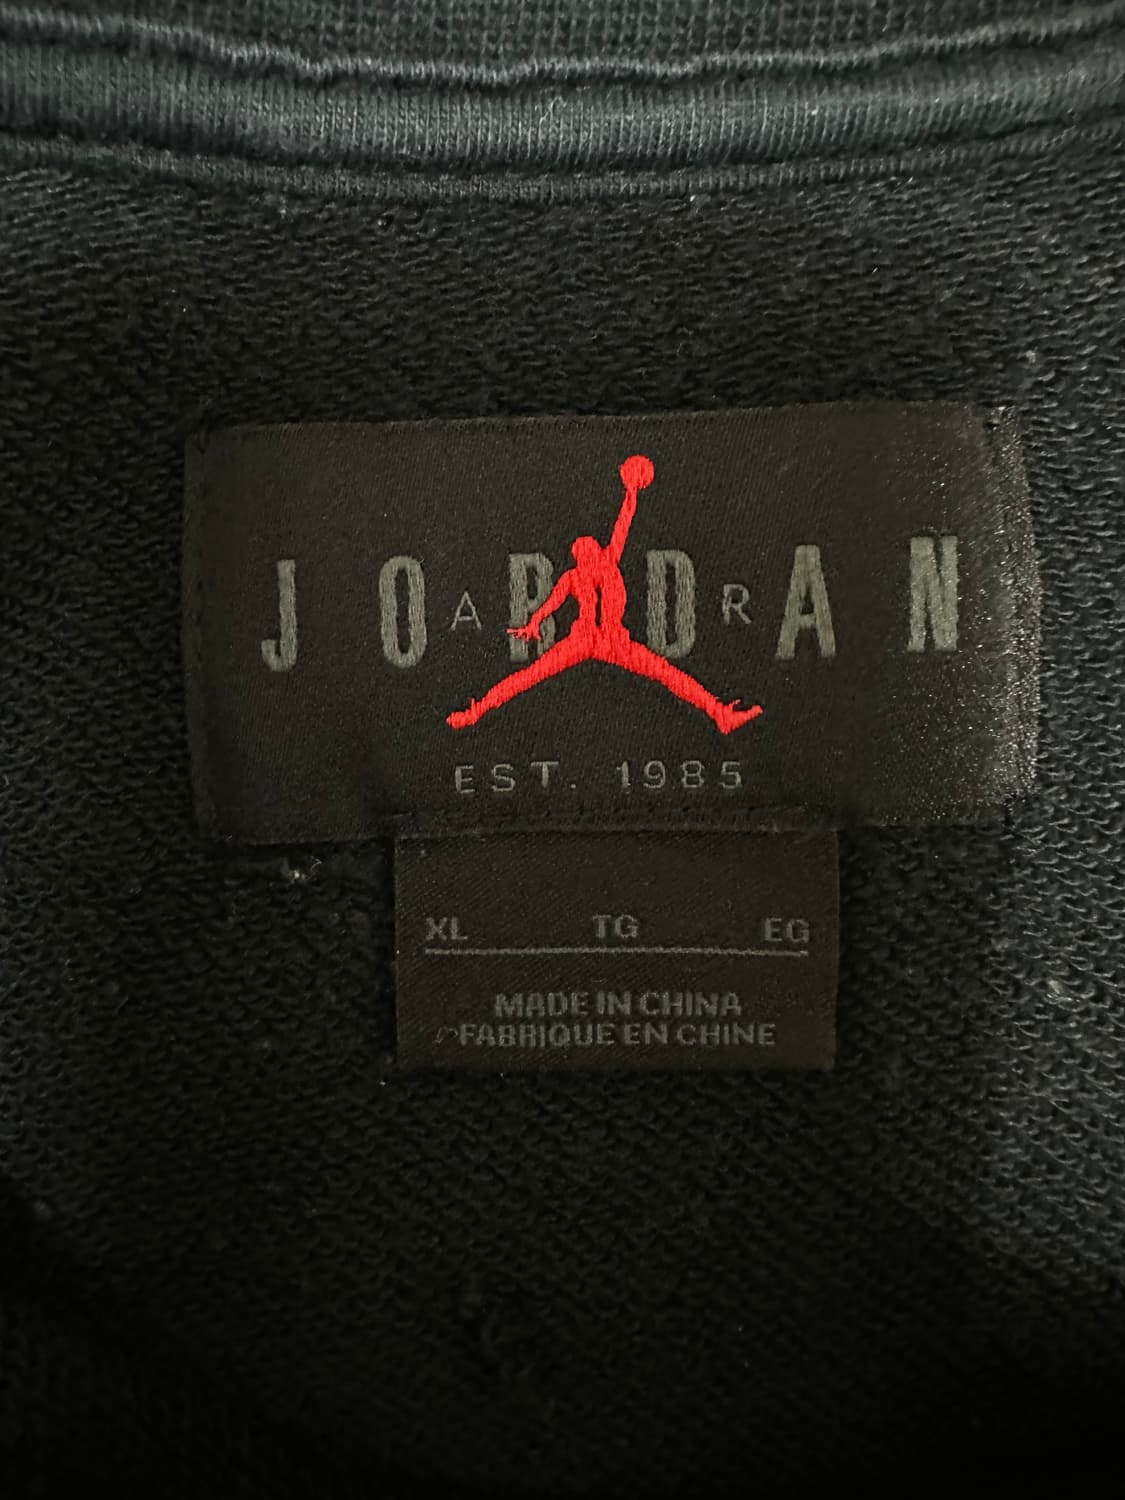 JORDAN
AIR
EST. 1985
XL TG EG
MADE IN CHINA
FABRIQUE EN CHINE